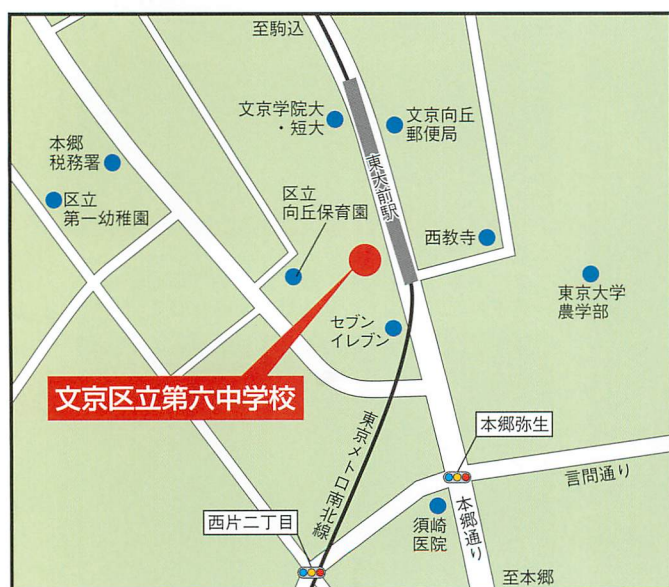 至駒込
文京学院大
・短大
文京向丘
郵便局
本郷
税務署
区立
第一幼稚園
区立
向丘保育園
東大前駅
西教寺
東京大学
農学部
セブン
イレブン
文京区立第六中学校
東京メトロ南北線
本郷弥生
言問通り
西片二丁目
須崎
医院
本郷通り
至本郷